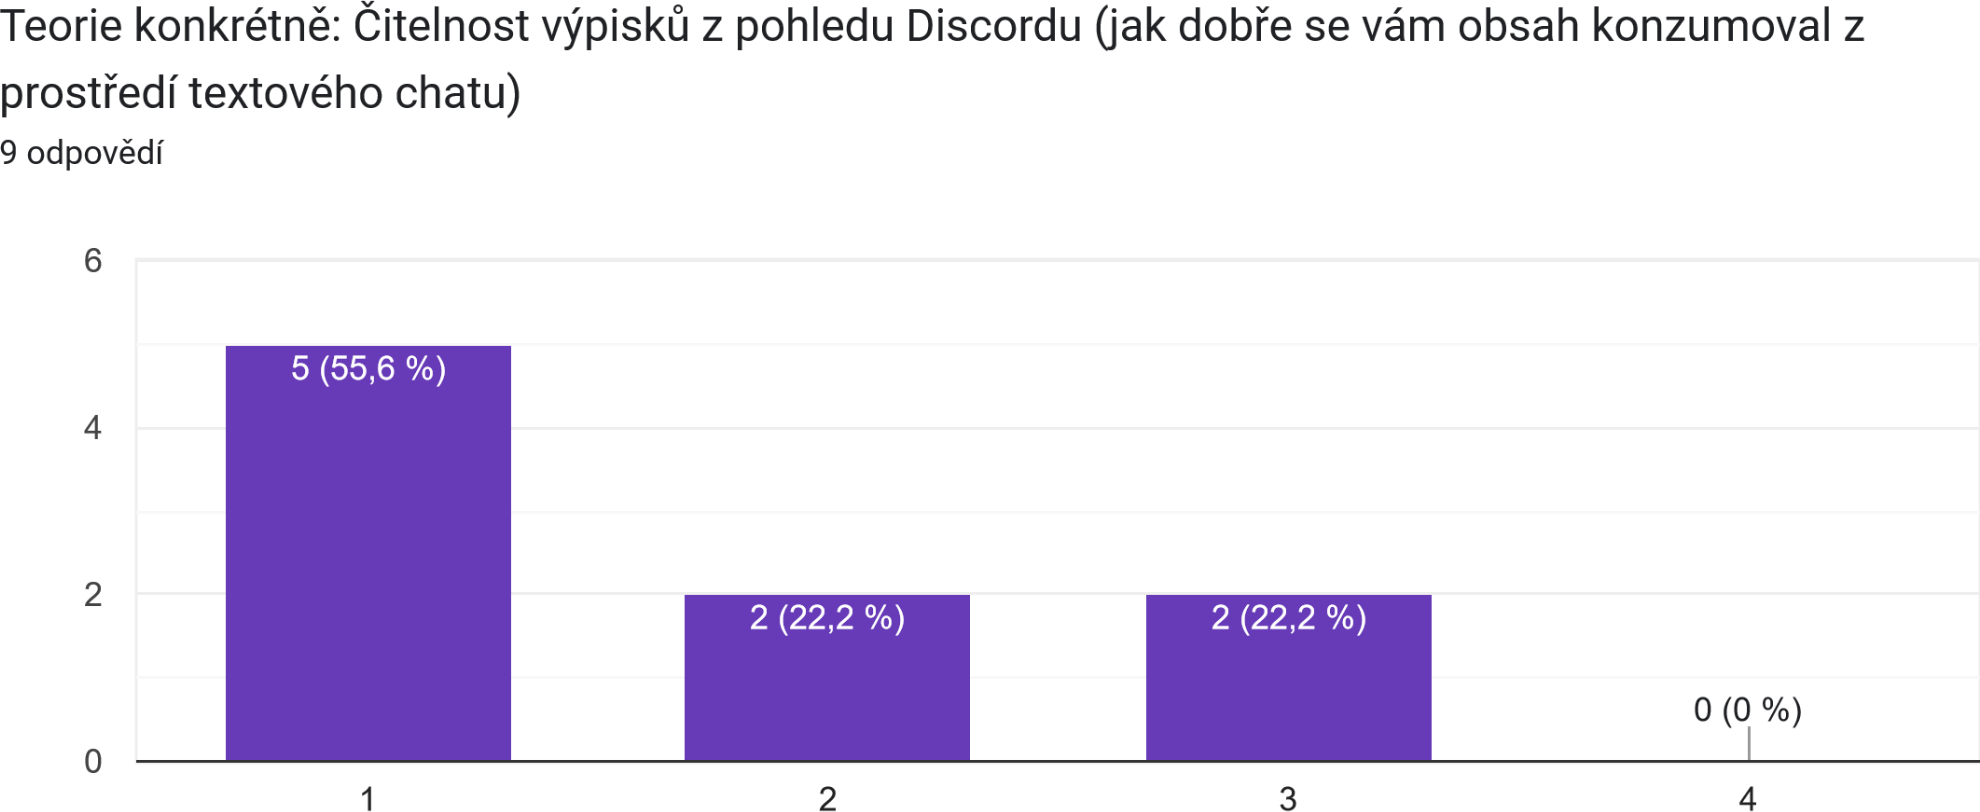 Teorie konkrétně: Čitelnost výpisků z pohledu Discordu (jak dobře se vám obsah konzumoval z
prostředí textového chatu)
9 odpovědí
6
5 (55,6 %)
4
2
2 (22,2 %)
2 (22,2 %)
0 (0 %)
0
1
2
3
4